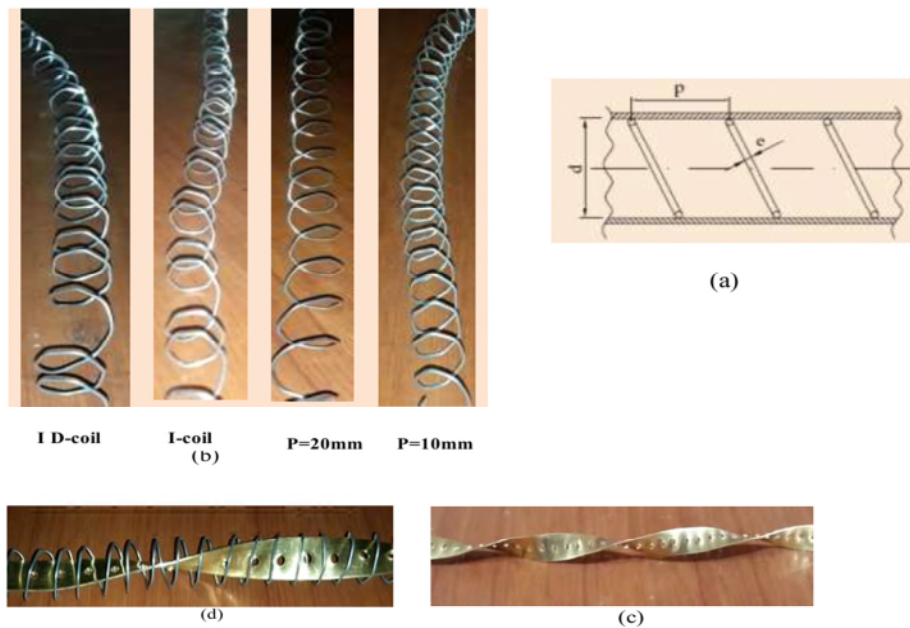 p
d
e
(a)
I D-coil I-coil P=20mm P=10mm
(b)
(d)
(c)